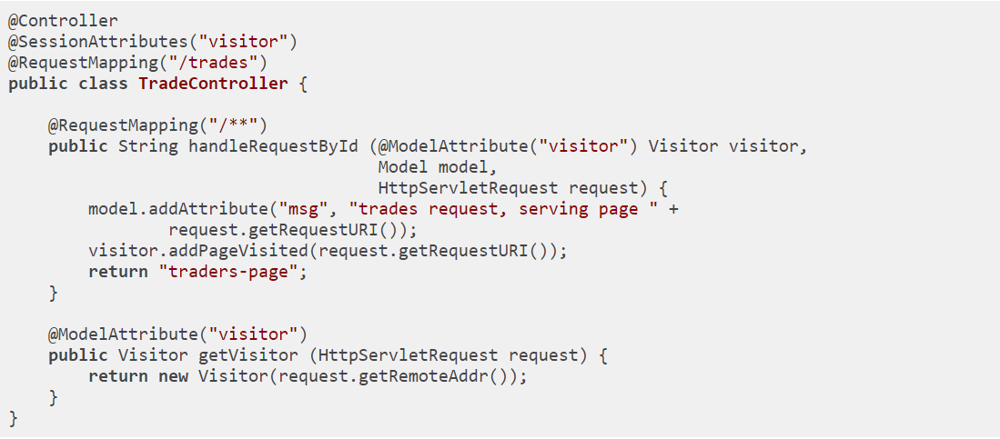 @Controller
@SessionAttributes("visitor")
@RequestMapping("/trades")
public class TradeController {
@RequestMapping("/**")
public String handleRequestById (@ModelAttribute("visitor") Visitor visitor,
Model model,
HttpServletRequest request) {
model.addAttribute("msg", "trades request, serving page " +
request.getRequestURI());
visitor.addPageVisited(request.getRequestURI());
return "traders-page";
}
@ModelAttribute("visitor")
public Visitor getVisitor (HttpServletRequest request) {
return new Visitor(request.getRemoteAddr());
}
}